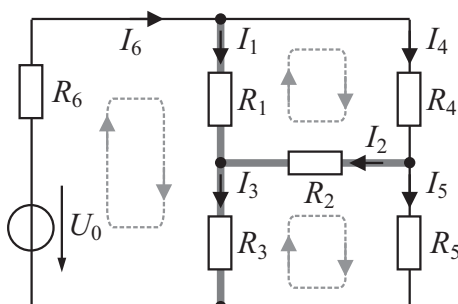 I₆ I₁ I₄
R₆ R₁ R₄
I₂
I₃ R₂ I₅
U₀ R₃ R₅